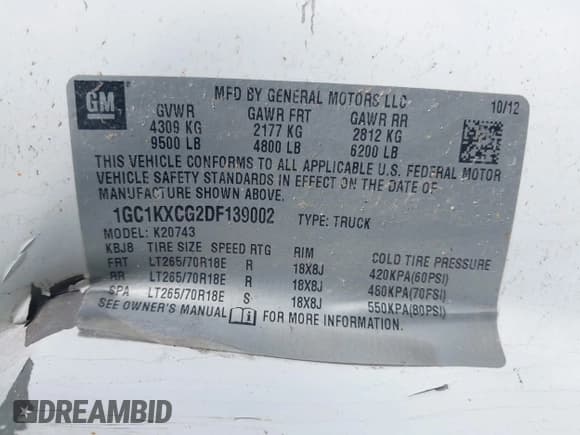 GM
MFD BY GENERAL MOTORS LLC
10/12
GVWR GAWR FRT GAWR RR
4309 KG 2177 KG 2812 KG
9500 LB 4800 LB 6200 LB
THIS VEHICLE CONFORMS TO ALL APPLICABLE U.S. FEDERAL MOTOR
VEHICLE SAFETY STANDARDS IN EFFECT ON THE DATE OF
MANUFACTURE SHOWN ABOVE.
1GC1KXCG2DF139002 TYPE: TRUCK
MODEL: K20743
KBJ8 TIRE SIZE SPEED RTG RIM COLD TIRE PRESSURE
FRT LT265/70R18E R 18X8J 420KPA(60PSI)
RR LT265/70R18E R 18X8J 460KPA(70PSI)
SPA LT265/70R18E S 18X8J 550KPA(80PSI)
SEE OWNER'S MANUAL FOR MORE INFORMATION.
DREAMBID